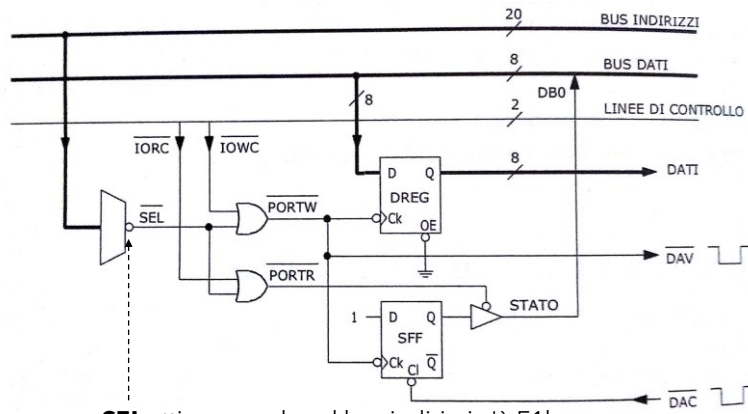 20
BUS INDIRIZZI
8
BUS DATI
DB0
8
2
LINEE DI CONTROLLO
IORC
IOWC
D
Q
8
DATI
DREG
SEL
PORTW
Ck
OE
DAV
PORTR
STATO
1
D
Q
SFF
Ck
Q
Cl
DAC